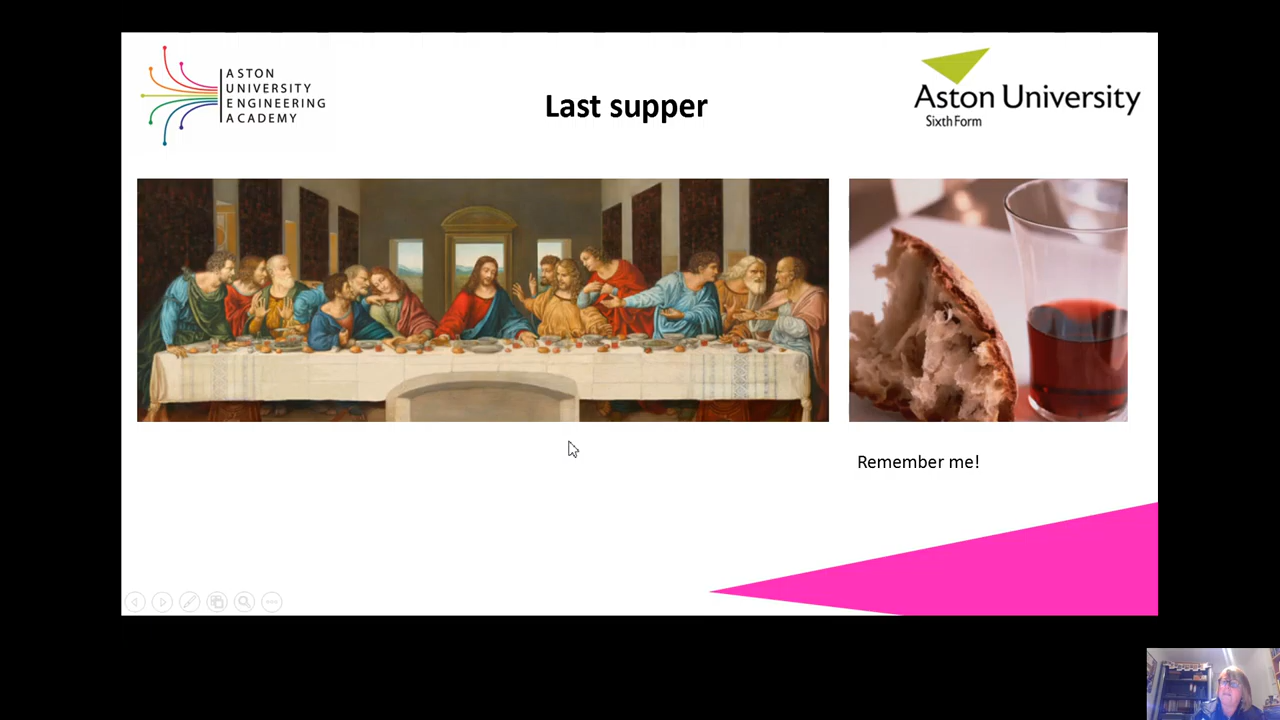 ASTON
UNIVERSITY
ENGINEERING
ACADEMY
Last supper
Aston University
Sixth Form
Remember me!